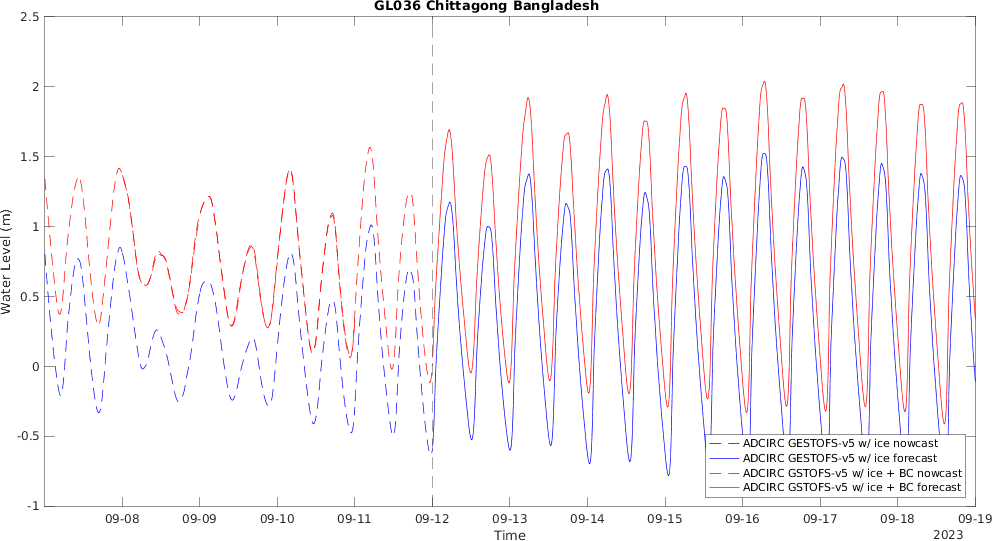 GL036 Chittagong Bangladesh
2.5
2
1.5
1
0.5
0
-0.5
-1
Water Level (m)
ADCIRC GESTOFS-v5 w/ ice nowcast
ADCIRC GESTOFS-v5 w/ ice forecast
ADCIRC GSTOFS-v5 w/ ice + BC nowcast
ADCIRC GSTOFS-v5 w/ ice + BC forecast
09-08 09-09 09-10 09-11 09-12 09-13 09-14 09-15 09-16 09-17 09-18 09-19
Time
2023